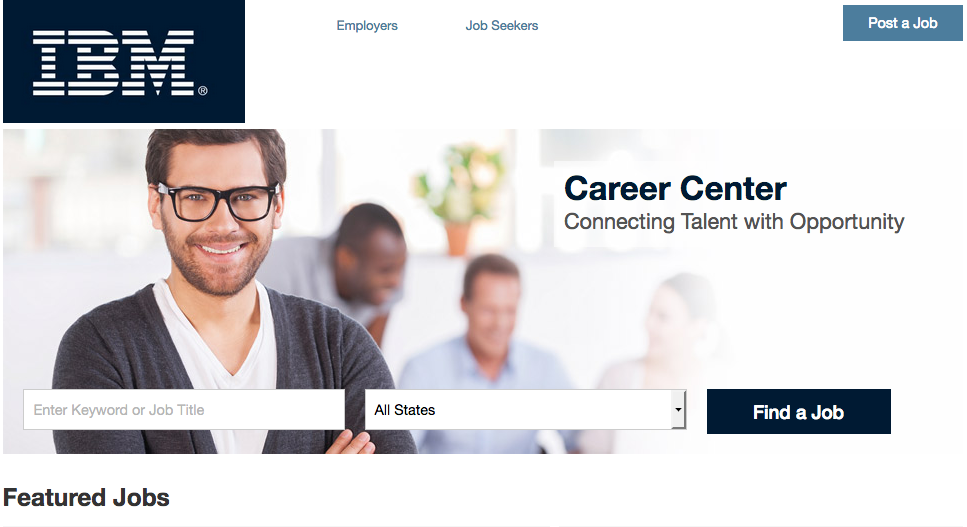 IBM®
Employers
Job Seekers
Post a Job
Career Center
Connecting Talent with Opportunity
Enter Keyword or Job Title
All States
Find a Job
Featured Jobs